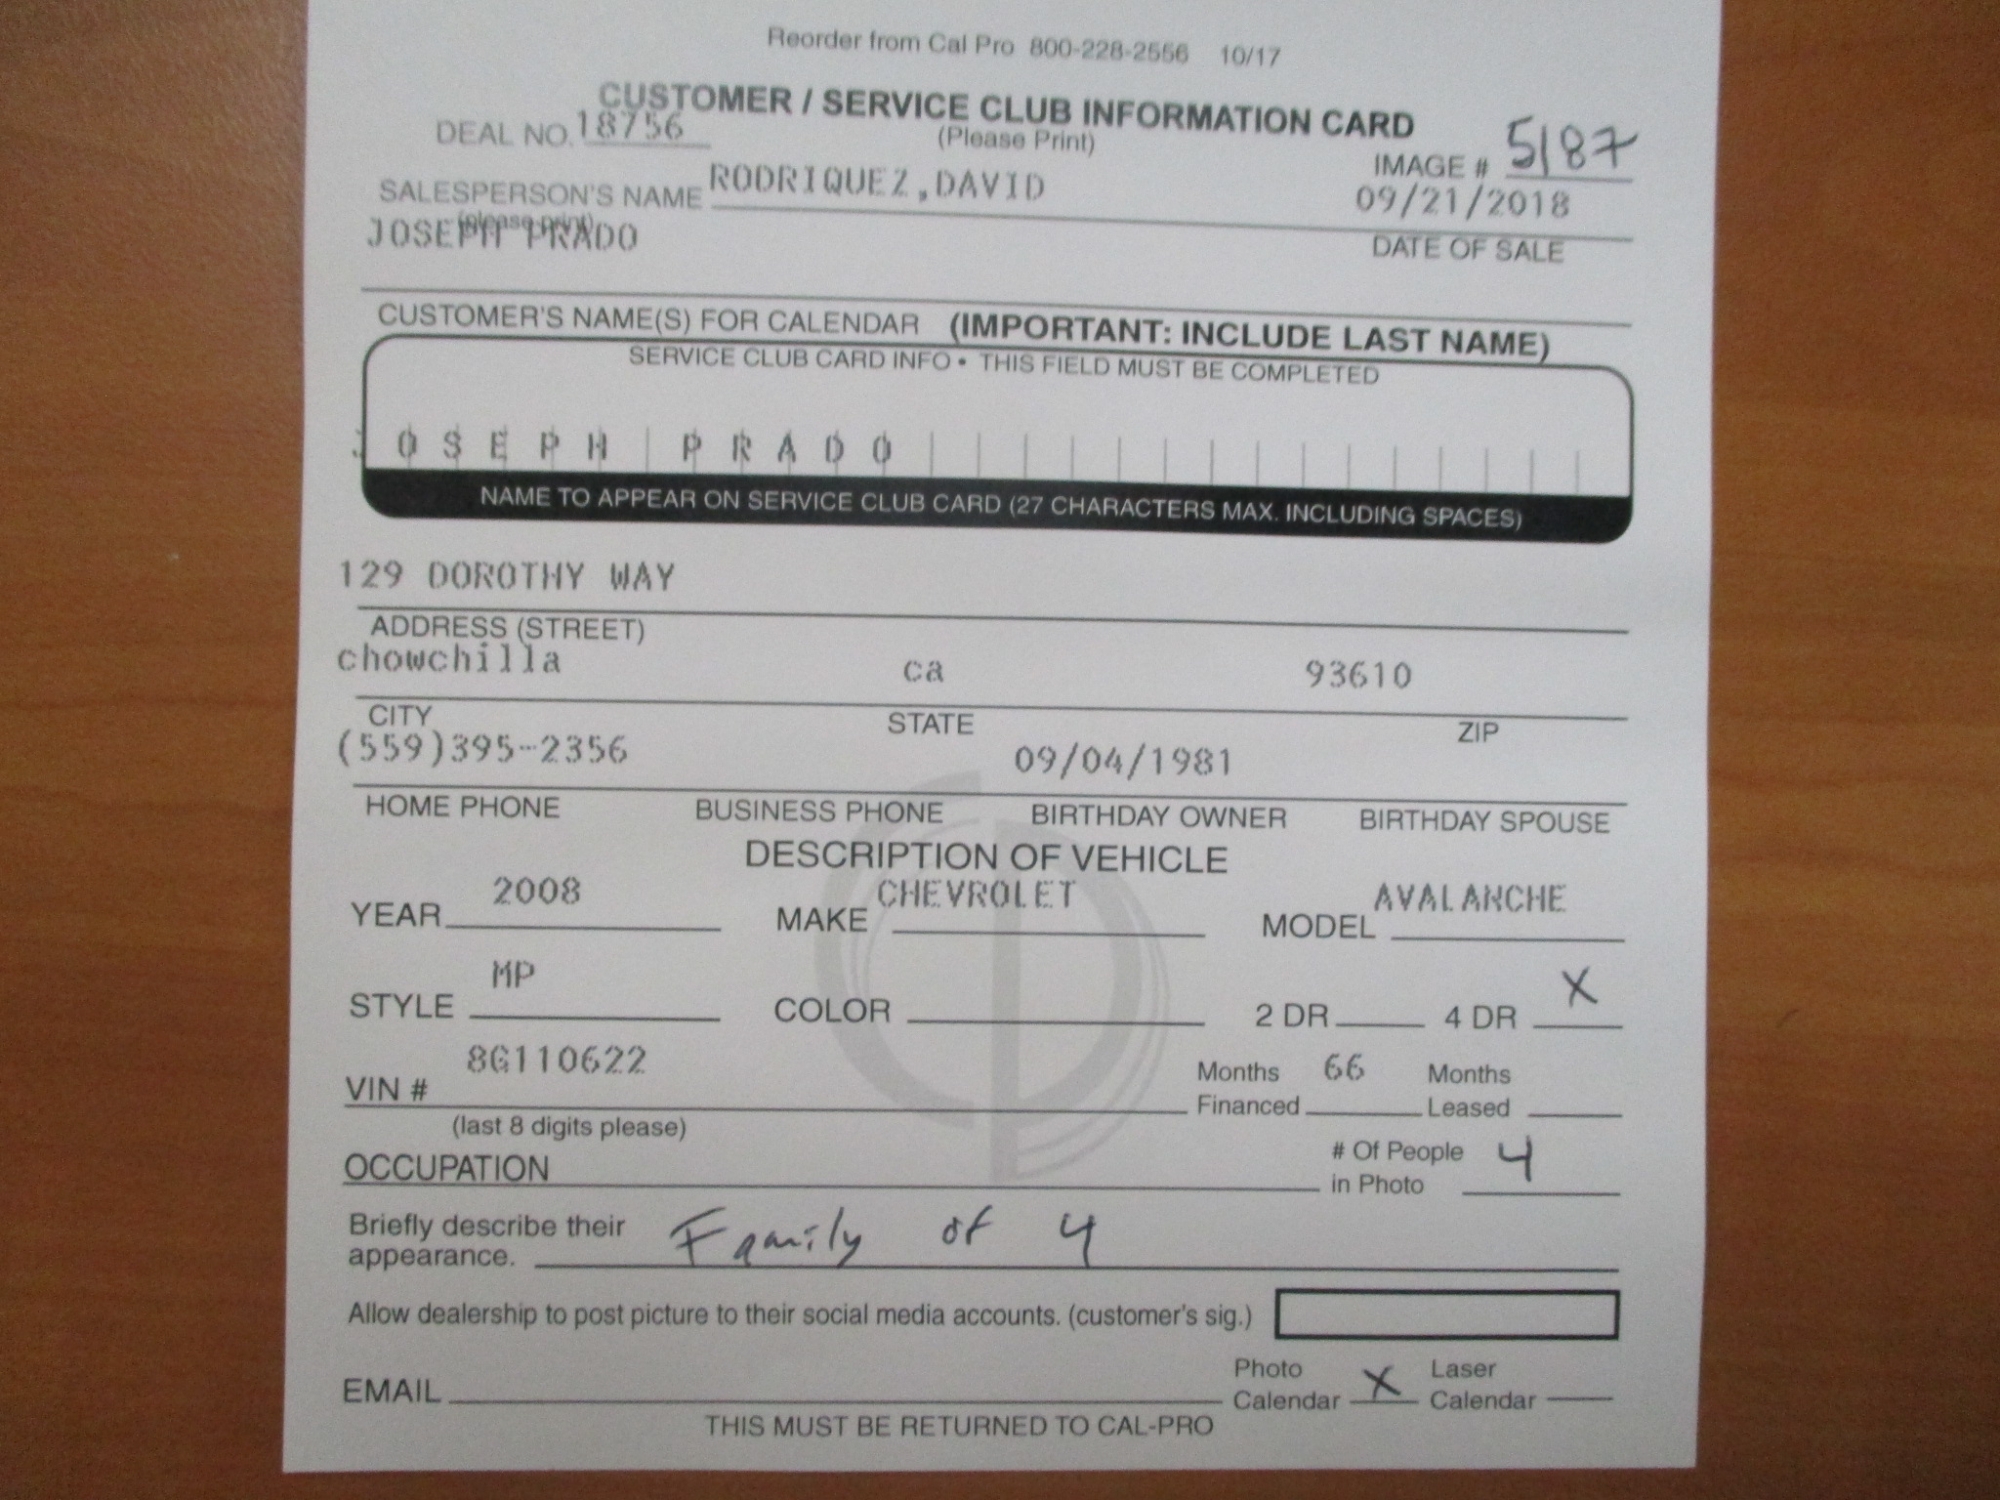 Reorder from Cal Pro 800-228-2556 10/17
CUSTOMER / SERVICE CLUB INFORMATION CARD
DEAL NO. 18756 (Please Print) IMAGE # 5187
SALESPERSON'S NAME RODRIQUEZ,DAVID 09/21/2018
(please print) DATE OF SALE
JOSEPH PRADO
CUSTOMER'S NAME(S) FOR CALENDAR (IMPORTANT: INCLUDE LAST NAME)
SERVICE CLUB CARD INFO • THIS FIELD MUST BE COMPLETED
JOSEPH PRADO
NAME TO APPEAR ON SERVICE CLUB CARD (27 CHARACTERS MAX. INCLUDING SPACES)
129 DOROTHY WAY
ADDRESS (STREET)
chowchilla ca 93610
CITY STATE ZIP
(559)395-2356 09/04/1981
HOME PHONE BUSINESS PHONE BIRTHDAY OWNER BIRTHDAY SPOUSE
DESCRIPTION OF VEHICLE
YEAR 2008 MAKE CHEVROLET MODEL AVALANCHE
STYLE MP COLOR 2 DR 4 DR X
VIN # 8G110622 Months Financed 66 Months Leased
(last 8 digits please)
OCCUPATION # Of People in Photo 4
Briefly describe their appearance. Family of 4
Allow dealership to post picture to their social media accounts. (customer's sig.)
EMAIL Photo Calendar X Laser Calendar
THIS MUST BE RETURNED TO CAL-PRO